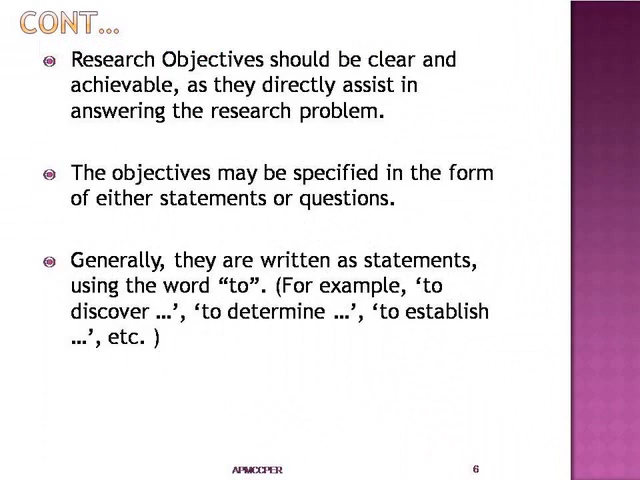 CONT...
Research Objectives should be clear and
achievable, as they directly assist in
answering the research problem.
The objectives may be specified in the form
of either statements or questions.
Generally, they are written as statements,
using the word “to”. (For example, ‘to
discover …’, ‘to determine …’, ‘to establish
…’, etc. )
APMCCPER
6